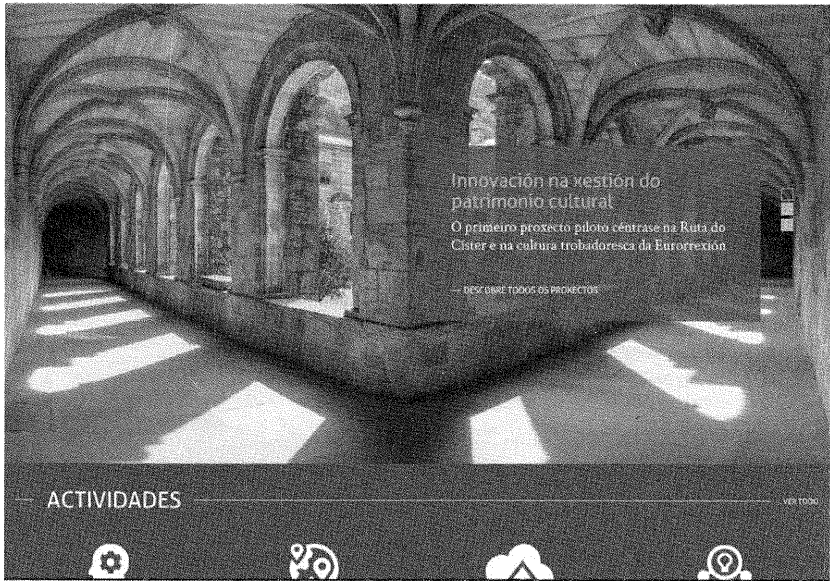 Innovación na xestión do
patrimonio cultural
O primeiro proxecto piloto céntrase na Ruta do
Císter e na cultura trobadoresca da Eurorrexión
— DESCOBRE TODOS OS PROXECTOS
ACTIVIDADES
VER TODO